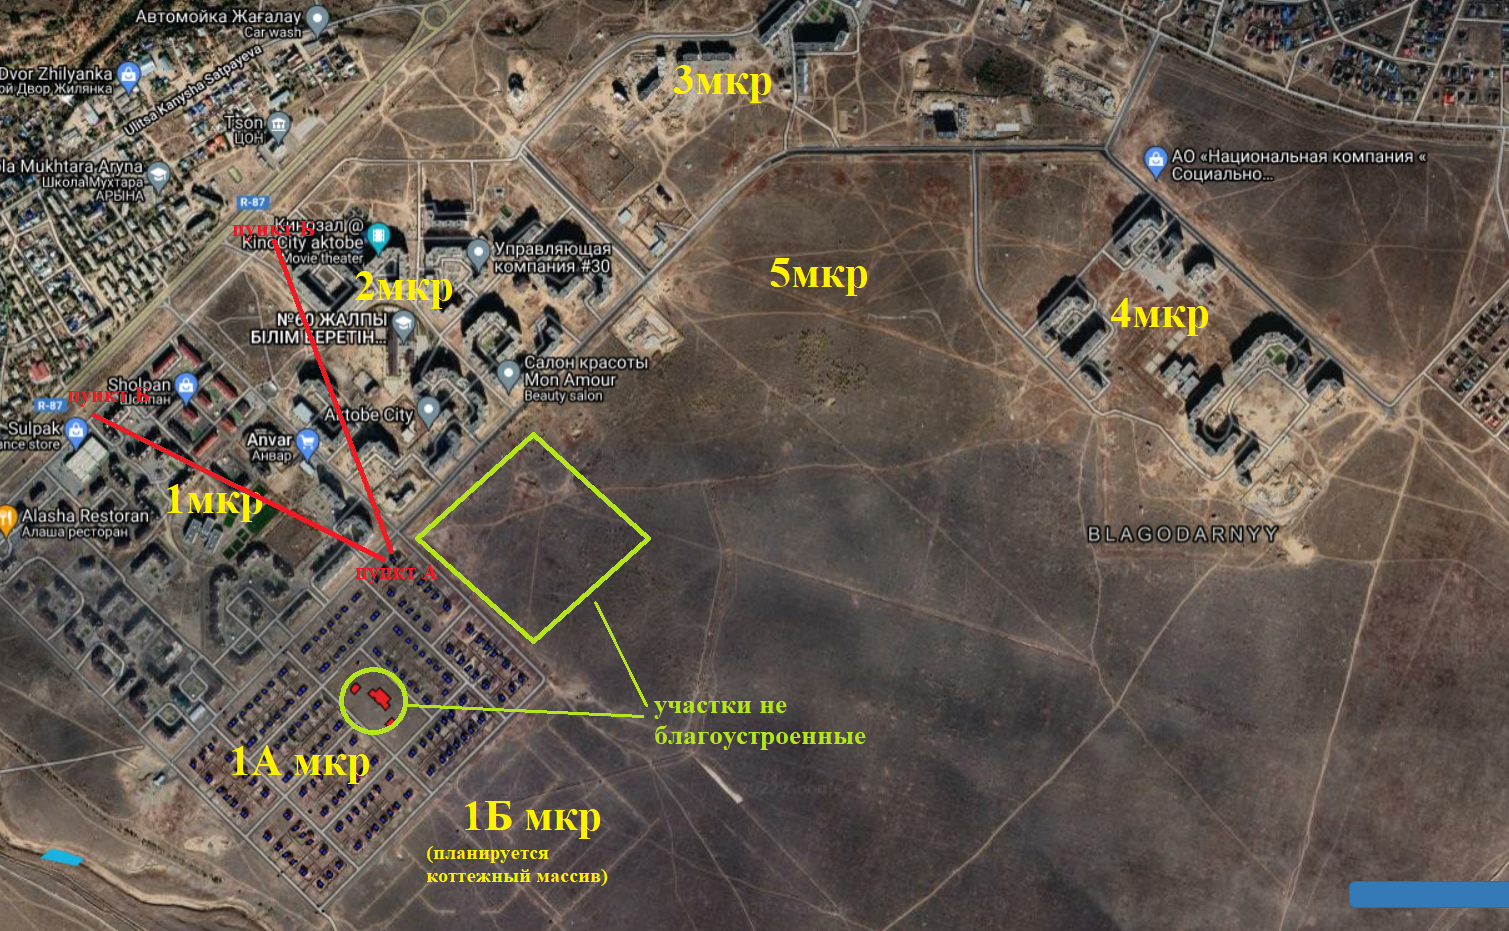 Автомойка Жағалау
Car wash
Dvor Zhilyanka
ой Двор Жилянка
Ulitsa Kanysha Satpayeva
Tson
ЦОН
la Mukhtara Aryna
Школа Мухтара
АРЫНА
R-87
3мкр
АО «Национальная компания «
Социально...
пункт Б
Кинозал @
KinoCity aktobe
Movie theater
Управляющая
компания #30
2мкр
5мкр
4мкр
№60 ЖАЛПЫ
БІЛІМ БЕРЕТІН...
Салон красоты
Mon Amour
Beauty salon
Sholpan
Шолпан
пункт Б
R-87
Sulpak
ance store
Aktobe City
Anvar
Анвар
1мкр
Alasha Restoran
Алаша ресторан
BLAGODARNYY
пункт А
участки не
благоустроенные
1А мкр
1Б мкр
(планируется
коттежный массив)